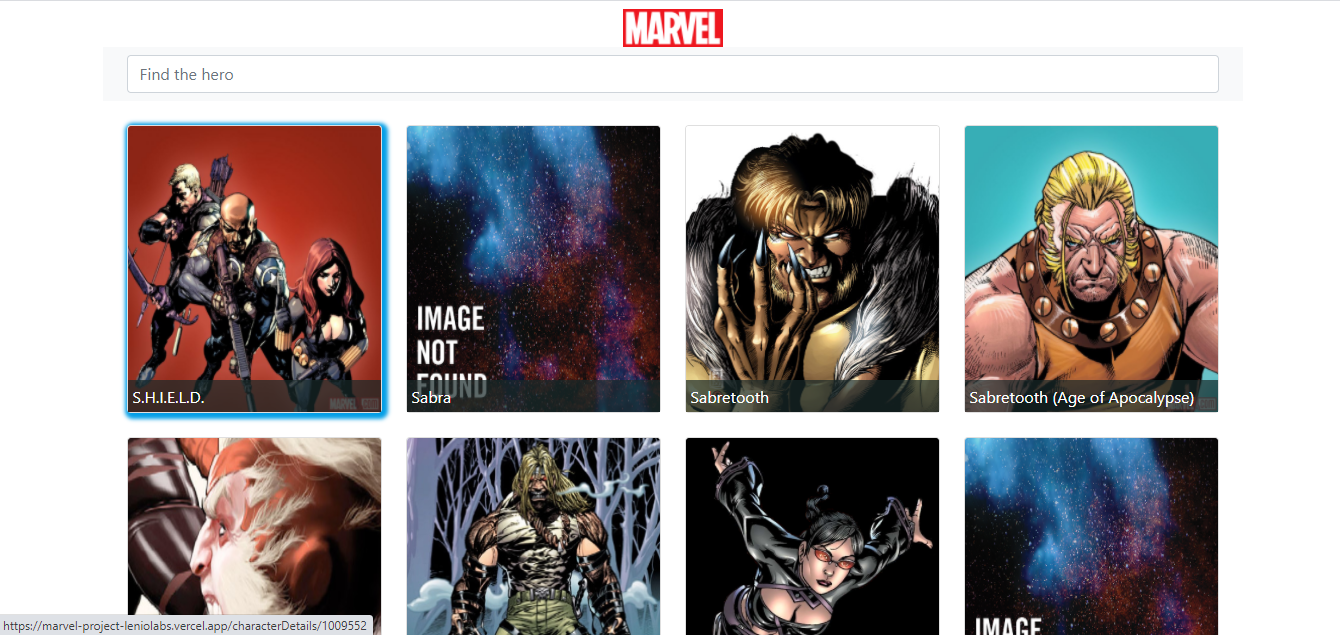 MARVEL
Find the hero
IMAGE
NOT
FOUND
S.H.I.E.L.D.
Sabra
Sabretooth
Sabretooth (Age of Apocalypse)
IMAGE
https://marvel-project-leniolabs.vercel.app/characterDetails/1009552